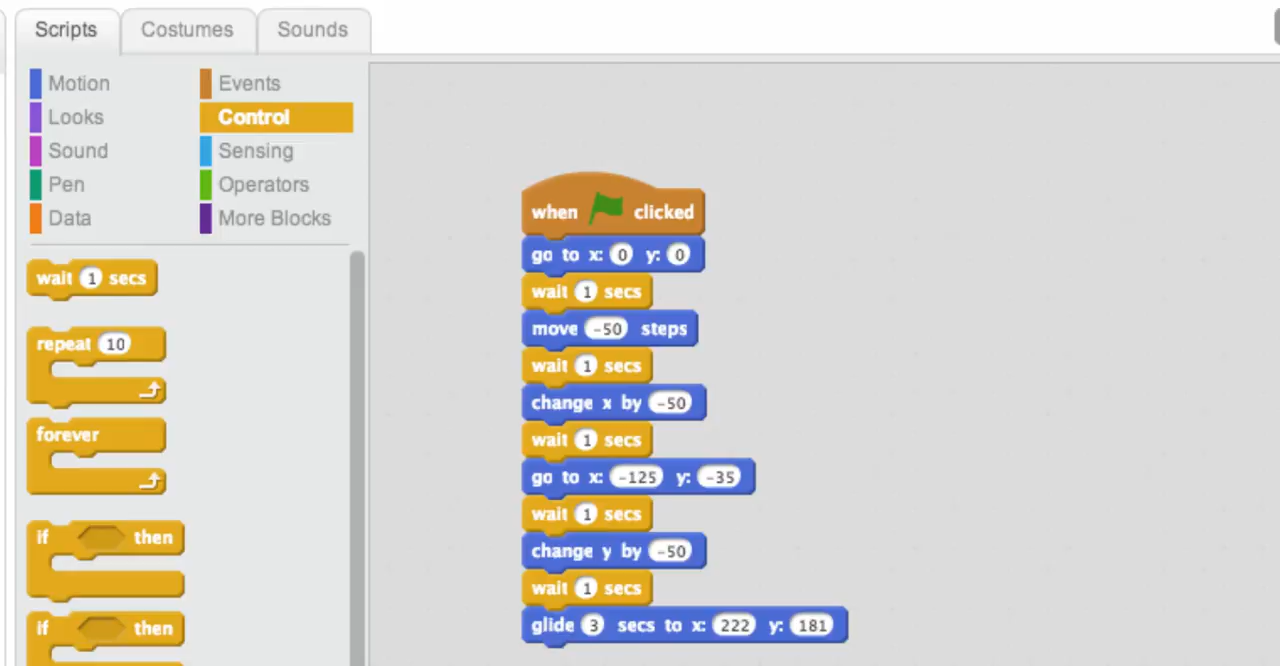 Scripts Costumes Sounds
Motion Events
Looks Control
Sound Sensing
Pen Operators
Data More Blocks
wait 1 secs
repeat 10
forever
if then
if then
when clicked
go to x: 0 y: 0
wait 1 secs
move -50 steps
wait 1 secs
change x by -50
wait 1 secs
go to x: -125 y: -35
wait 1 secs
change y by -50
wait 1 secs
glide 3 secs to x: 222 y: 181